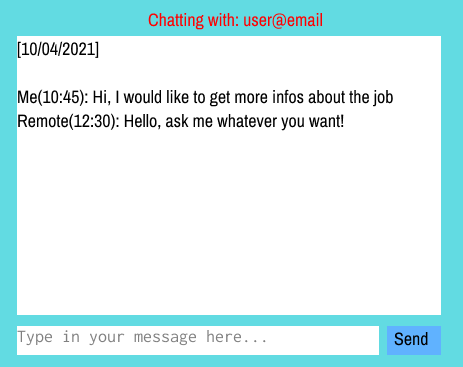 Chatting with: user@email
[10/04/2021]
Me(10:45): Hi, I would like to get more infos about the job
Remote(12:30): Hello, ask me whatever you want!
Type in your message here...
Send